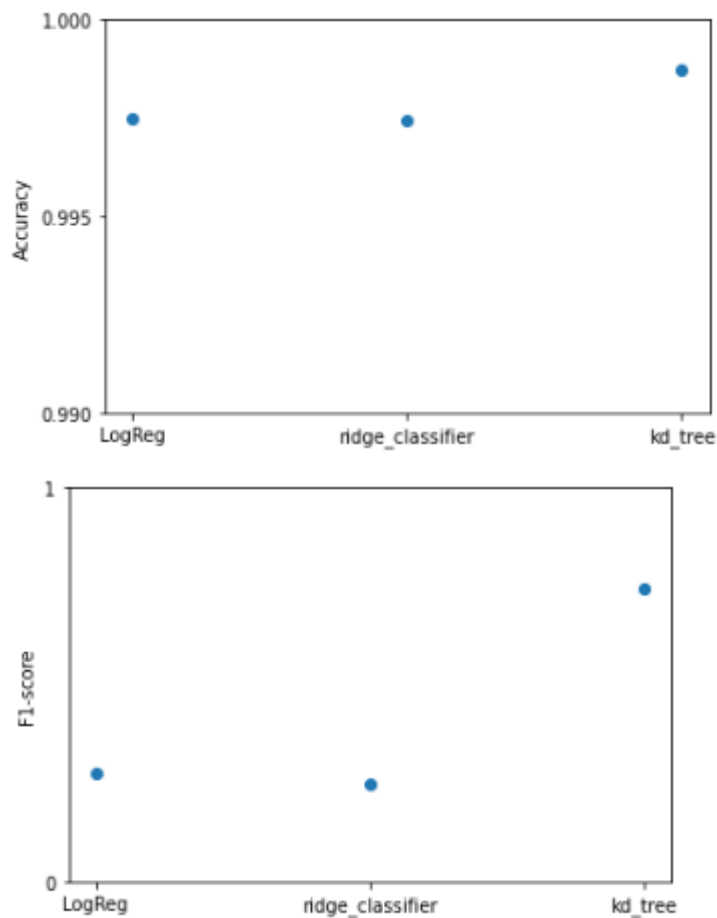 1.000
Accuracy
0.995
0.990
LogReg ridge_classifier kd_tree
1
F1-score
0
LogReg ridge_classifier kd_tree